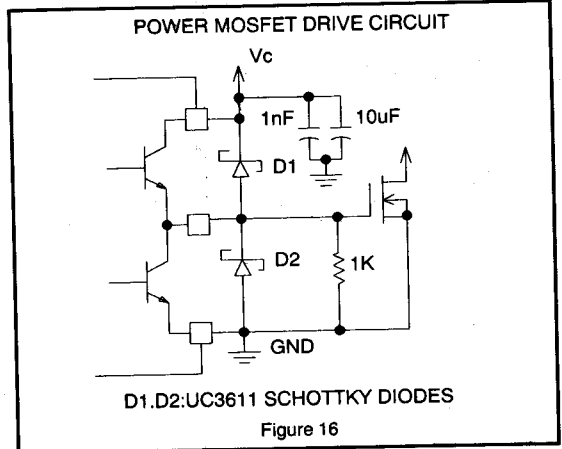 POWER MOSFET DRIVE CIRCUIT
Vc
1nF 10uF
D1
D2 1K
GND
D1.D2:UC3611 SCHOTTKY DIODES
Figure 16